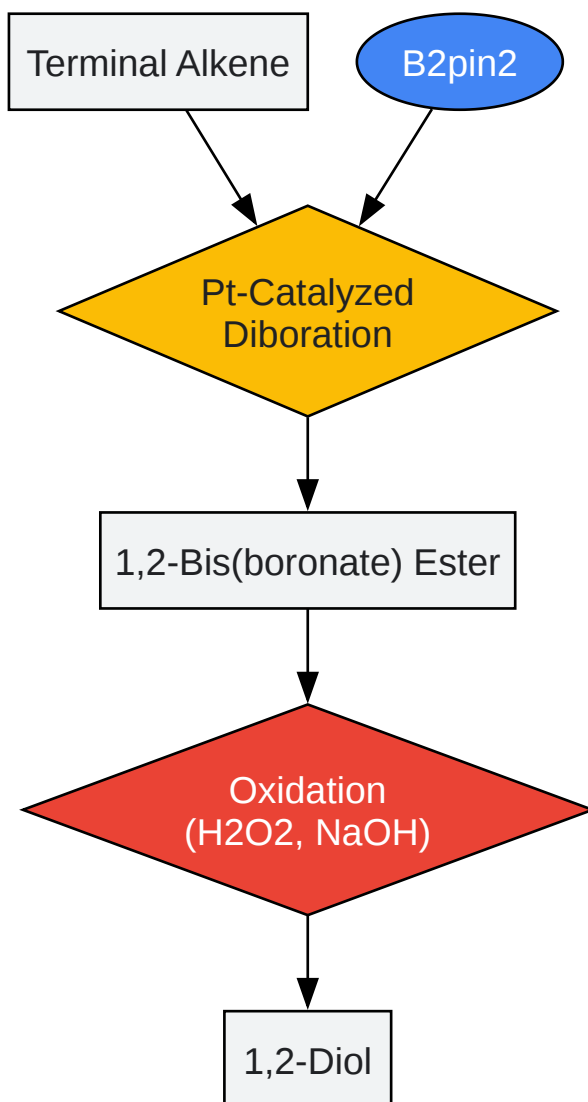 Terminal Alkene
B2pin2
Pt-Catalyzed
Diboration
1,2-Bis(boronate) Ester
Oxidation
(H2O2, NaOH)
1,2-Diol